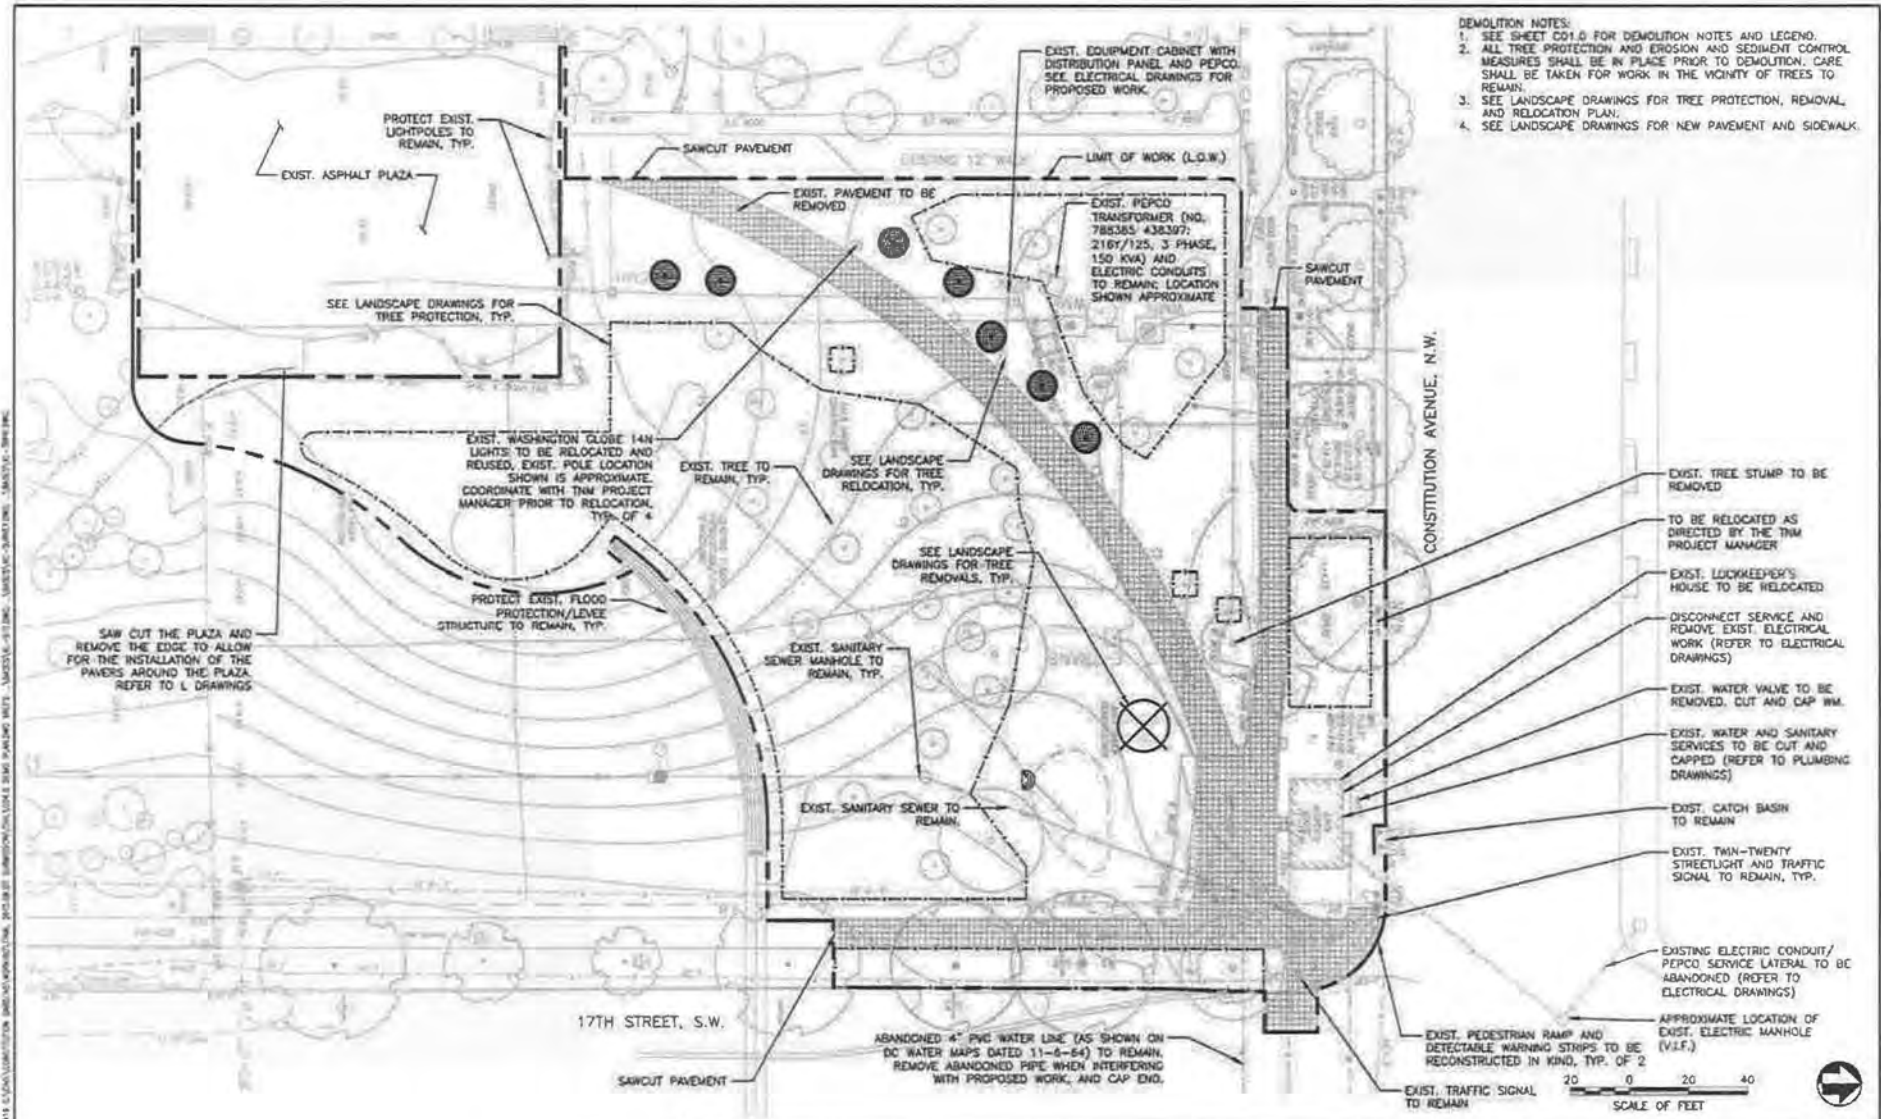 DEMOLITION NOTES:
1. SEE SHEET C01.0 FOR DEMOLITION NOTES AND LEGEND.
2. ALL TREE PROTECTION AND EROSION AND SEDIMENT CONTROL
MEASURES SHALL BE IN PLACE PRIOR TO DEMOLITION. CARE
SHALL BE TAKEN FOR WORK IN THE VICINITY OF TREES TO
REMAIN.
3. SEE LANDSCAPE DRAWINGS FOR TREE PROTECTION, REMOVAL,
AND RELOCATION PLAN.
4. SEE LANDSCAPE DRAWINGS FOR NEW PAVEMENT AND SIDEWALK.
EXIST. EQUIPMENT CABINET WITH
DISTRIBUTION PANEL AND PEPCO.
SEE ELECTRICAL DRAWINGS FOR
PROPOSED WORK.
PROTECT EXIST.
LIGHTPOLES TO
REMAIN, TYP.
SAWCUT PAVEMENT
EXISTING 12' WALK
LIMIT OF WORK (L.O.W.)
EXIST. ASPHALT PLAZA
EXIST. PAVEMENT TO BE
REMOVED
EXIST. PEPCO
TRANSFORMER (NO.
788385 438397:
216Y/125, 3 PHASE,
150 KVA) AND
ELECTRIC CONDUITS
TO REMAIN; LOCATION
SHOWN APPROXIMATE
SAWCUT
PAVEMENT
SEE LANDSCAPE DRAWINGS FOR
TREE PROTECTION, TYP.
CONSTITUTION AVENUE, N.W.
EXIST. WASHINGTON GLOBE 14N
LIGHTS TO BE RELOCATED AND
REUSED, EXIST. POLE LOCATION
SHOWN IS APPROXIMATE.
COORDINATE WITH TNM PROJECT
MANAGER PRIOR TO RELOCATION,
TYP. OF 4
EXIST. TREE TO
REMAIN, TYP.
SEE LANDSCAPE
DRAWINGS FOR TREE
RELOCATION, TYP.
EXIST. TREE STUMP TO BE
REMOVED
TO BE RELOCATED AS
DIRECTED BY THE TNM
PROJECT MANAGER
SEE LANDSCAPE
DRAWINGS FOR TREE
REMOVALS, TYP.
EXIST. LOCKKEEPER'S
HOUSE TO BE RELOCATED
PROTECT EXIST. FLOOD
PROTECTION/LEVEE
STRUCTURE TO REMAIN, TYP.
DISCONNECT SERVICE AND
REMOVE EXIST. ELECTRICAL
WORK (REFER TO ELECTRICAL
DRAWINGS)
SAW CUT THE PLAZA AND
REMOVE THE EDGE TO ALLOW
FOR THE INSTALLATION OF THE
PAVERS AROUND THE PLAZA.
REFER TO L DRAWINGS
EXIST. SANITARY
SEWER MANHOLE TO
REMAIN, TYP.
EXIST. WATER VALVE TO BE
REMOVED. CUT AND CAP WM.
EXIST. WATER AND SANITARY
SERVICES TO BE CUT AND
CAPPED (REFER TO PLUMBING
DRAWINGS)
EXIST. SANITARY SEWER TO
REMAIN.
EXIST. CATCH BASIN
TO REMAIN
EXIST. TWIN-TWENTY
STREETLIGHT AND TRAFFIC
SIGNAL TO REMAIN, TYP.
EXISTING ELECTRIC CONDUIT/
PEPCO SERVICE LATERAL TO BE
ABANDONED (REFER TO
ELECTRICAL DRAWINGS)
17TH STREET, S.W.
APPROXIMATE LOCATION OF
EXIST. ELECTRIC MANHOLE
(V.I.F.)
ABANDONED 4" PVC WATER LINE (AS SHOWN ON
DC WATER MAPS DATED 11-6-64) TO REMAIN.
REMOVE ABANDONED PIPE WHEN INTERFERING
WITH PROPOSED WORK, AND CAP END.
EXIST. PEDESTRIAN RAMP AND
DETECTABLE WARNING STRIPS TO BE
RECONSTRUCTED IN KIND, TYP. OF 2
SAWCUT PAVEMENT
EXIST. TRAFFIC SIGNAL
TO REMAIN
20 0 20 40
SCALE OF FEET